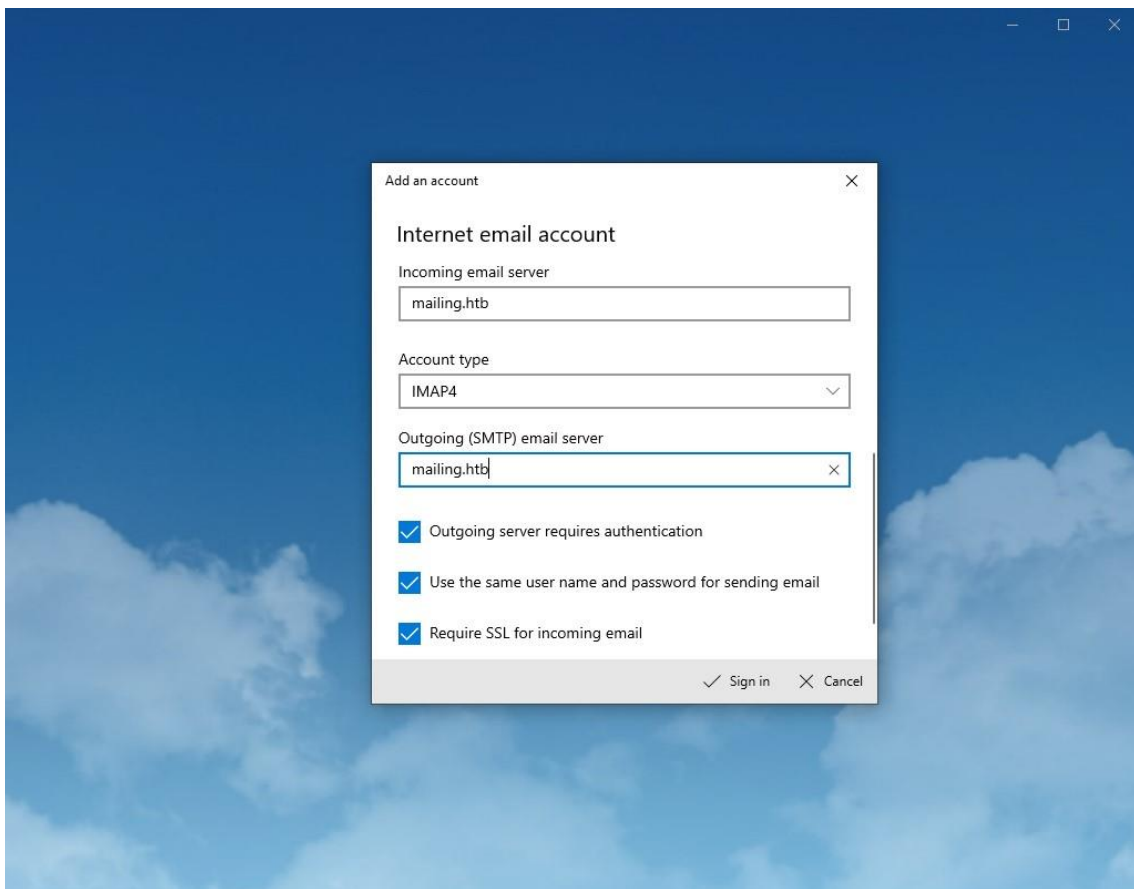 Add an account
Internet email account
Incoming email server
mailing.htb
Account type
IMAP4
Outgoing (SMTP) email server
mailing.htb
Outgoing server requires authentication
Use the same user name and password for sending email
Require SSL for incoming email
Sign in Cancel